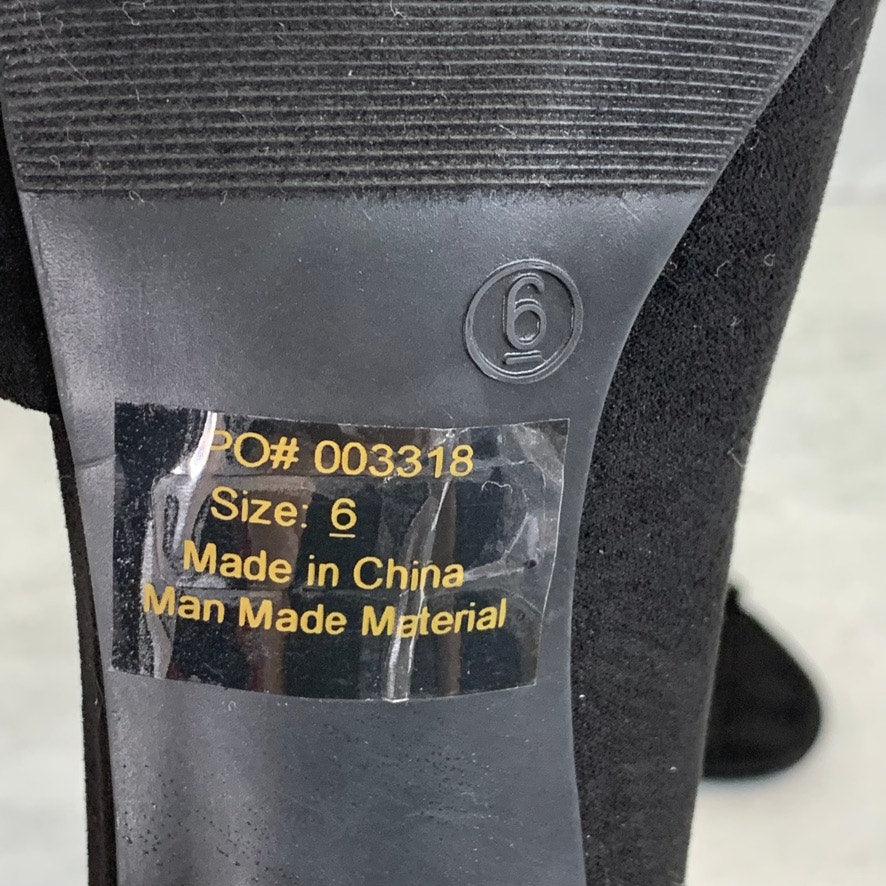 6
PO# 003318
Size: 6
Made in China
Man Made Material